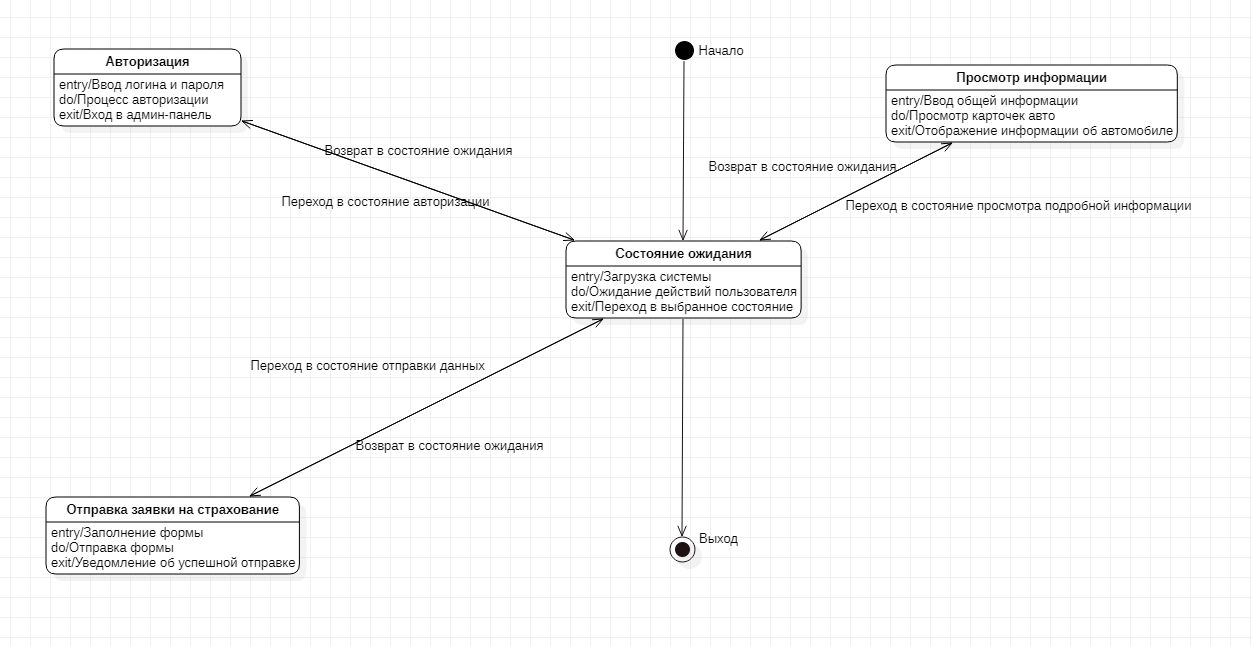 Начало
Авторизация
entry/Ввод логина и пароля
do/Процесс авторизации
exit/Вход в админ-панель
Просмотр информации
entry/Ввод общей информации
do/Просмотр карточек авто
exit/Отображение информации об автомобиле
Возврат в состояние ожидания
Возврат в состояние ожидания
Переход в состояние авторизации
Переход в состояние просмотра подробной информации
Состояние ожидания
entry/Загрузка системы
do/Ожидание действий пользователя
exit/Переход в выбранное состояние
Переход в состояние отправки данных
Возврат в состояние ожидания
Отправка заявки на страхование
entry/Заполнение формы
do/Отправка формы
exit/Уведомление об успешной отправке
Выход